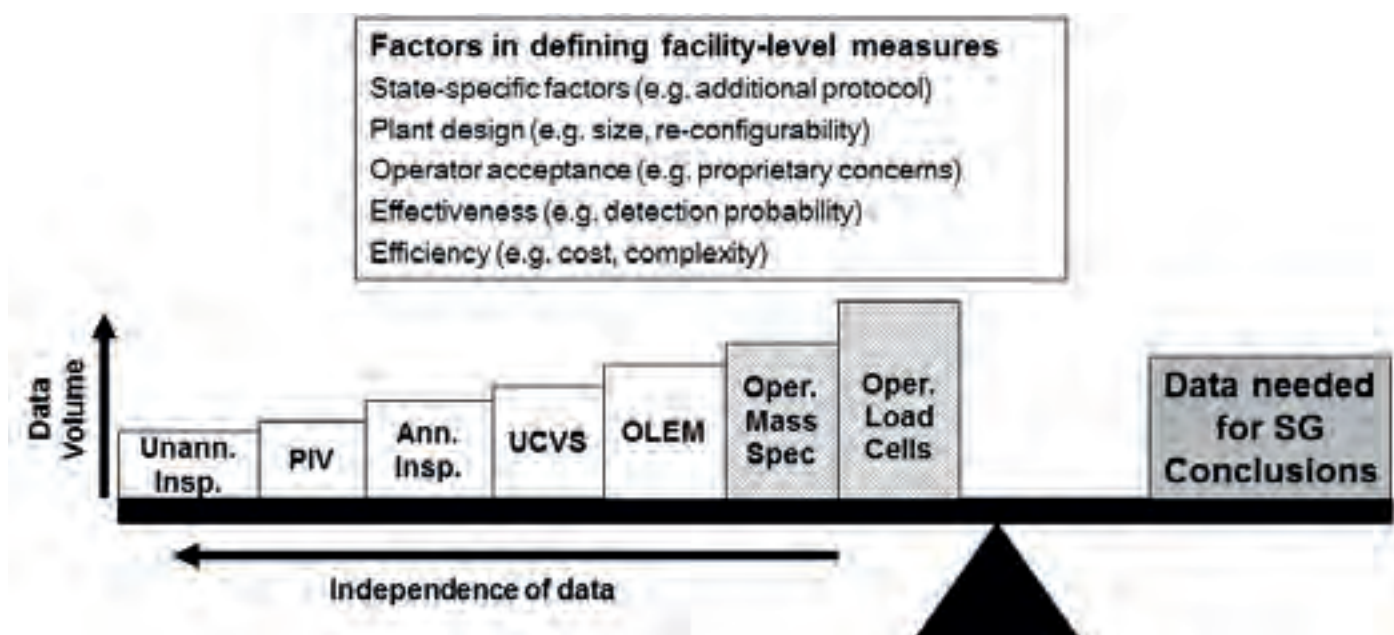 Factors in defining facility-level measures
State-specific factors (e.g. additional protocol)
Plant design (e.g. size, re-configurability)
Operator acceptance (e.g. proprietary concerns)
Effectiveness (e.g. detection probability)
Efficiency (e.g. cost, complexity)
Data
Volume
Unann.
Insp.
PIV
Ann.
Insp.
UCVS
OLEM
Oper.
Mass
Spec
Oper.
Load
Cells
Data needed
for SG
Conclusions
Independence of data